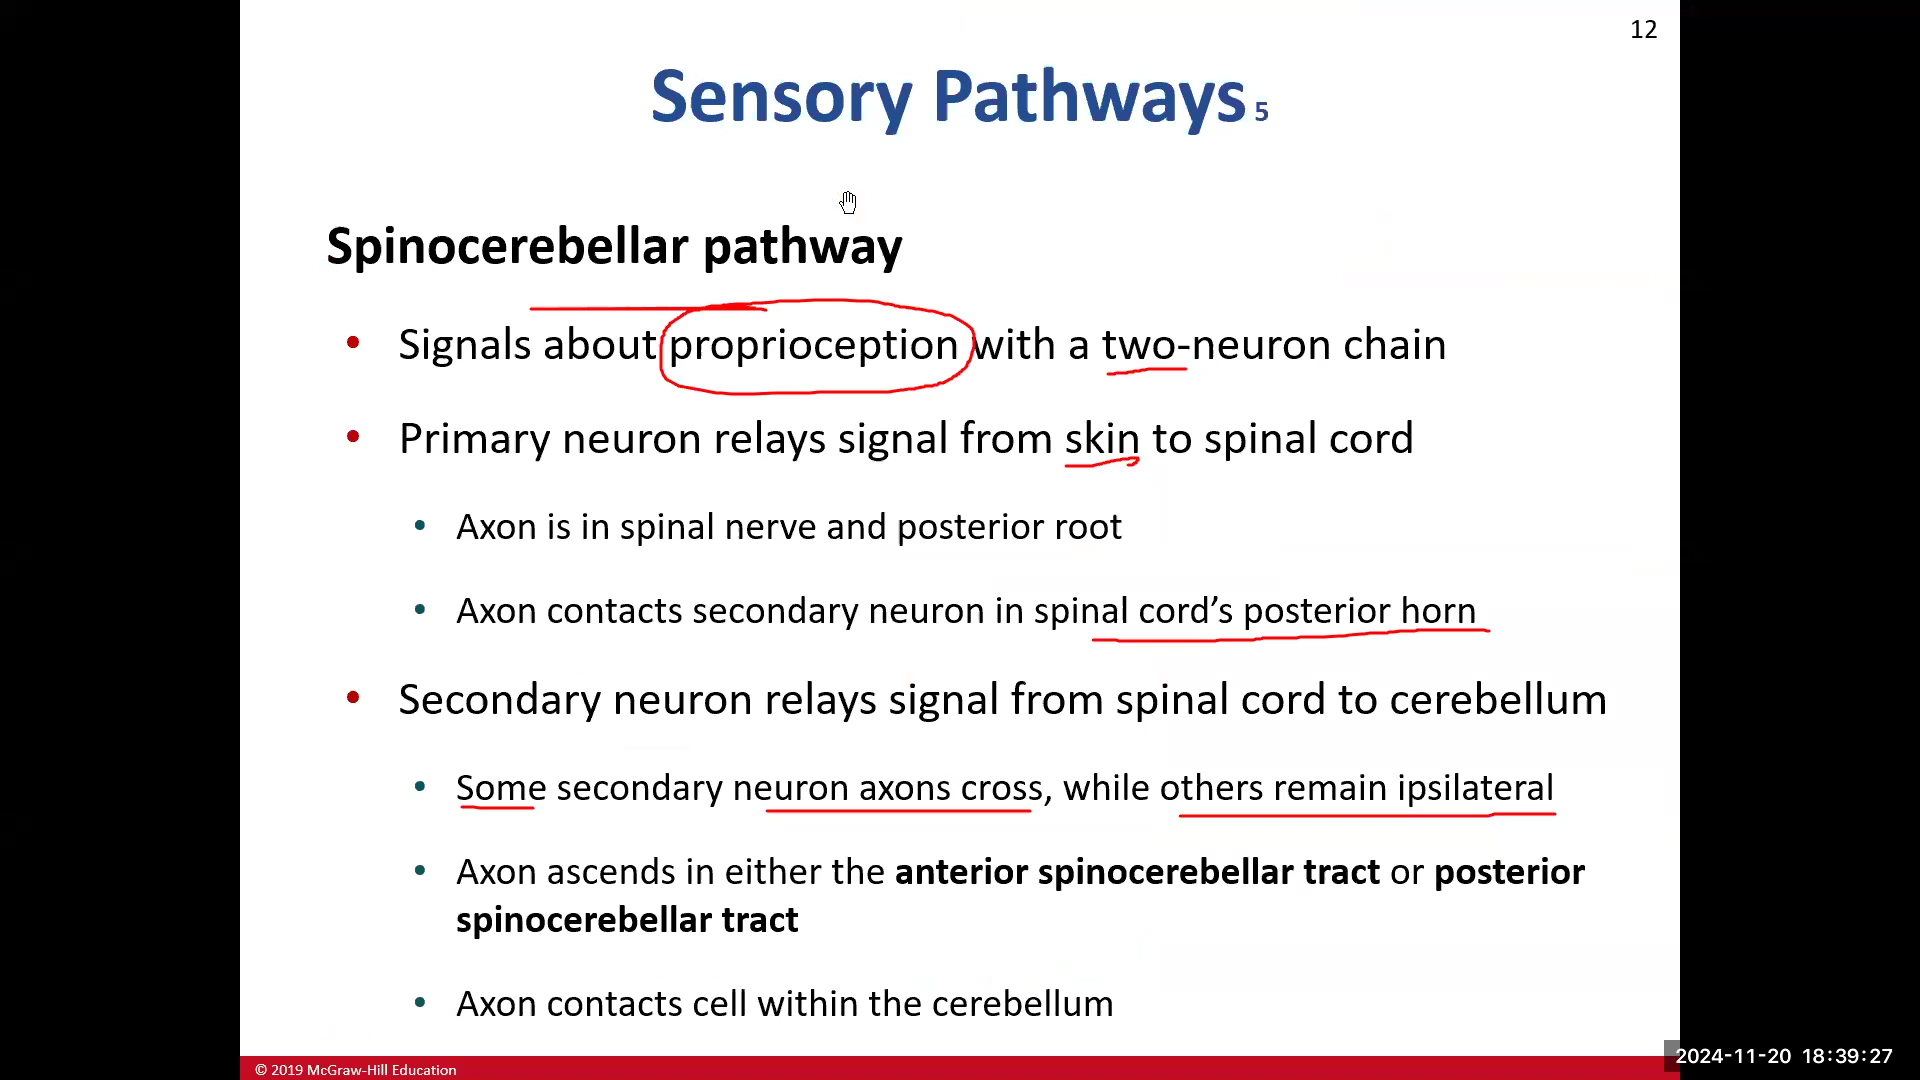 12
Sensory Pathways 5
Spinocerebellar pathway
• Signals about proprioception with a two-neuron chain
• Primary neuron relays signal from skin to spinal cord
• Axon is in spinal nerve and posterior root
• Axon contacts secondary neuron in spinal cord’s posterior horn
• Secondary neuron relays signal from spinal cord to cerebellum
• Some secondary neuron axons cross, while others remain ipsilateral
• Axon ascends in either the anterior spinocerebellar tract or posterior
spinocerebellar tract
• Axon contacts cell within the cerebellum
© 2019 McGraw-Hill Education
2024-11-20 18:39:27